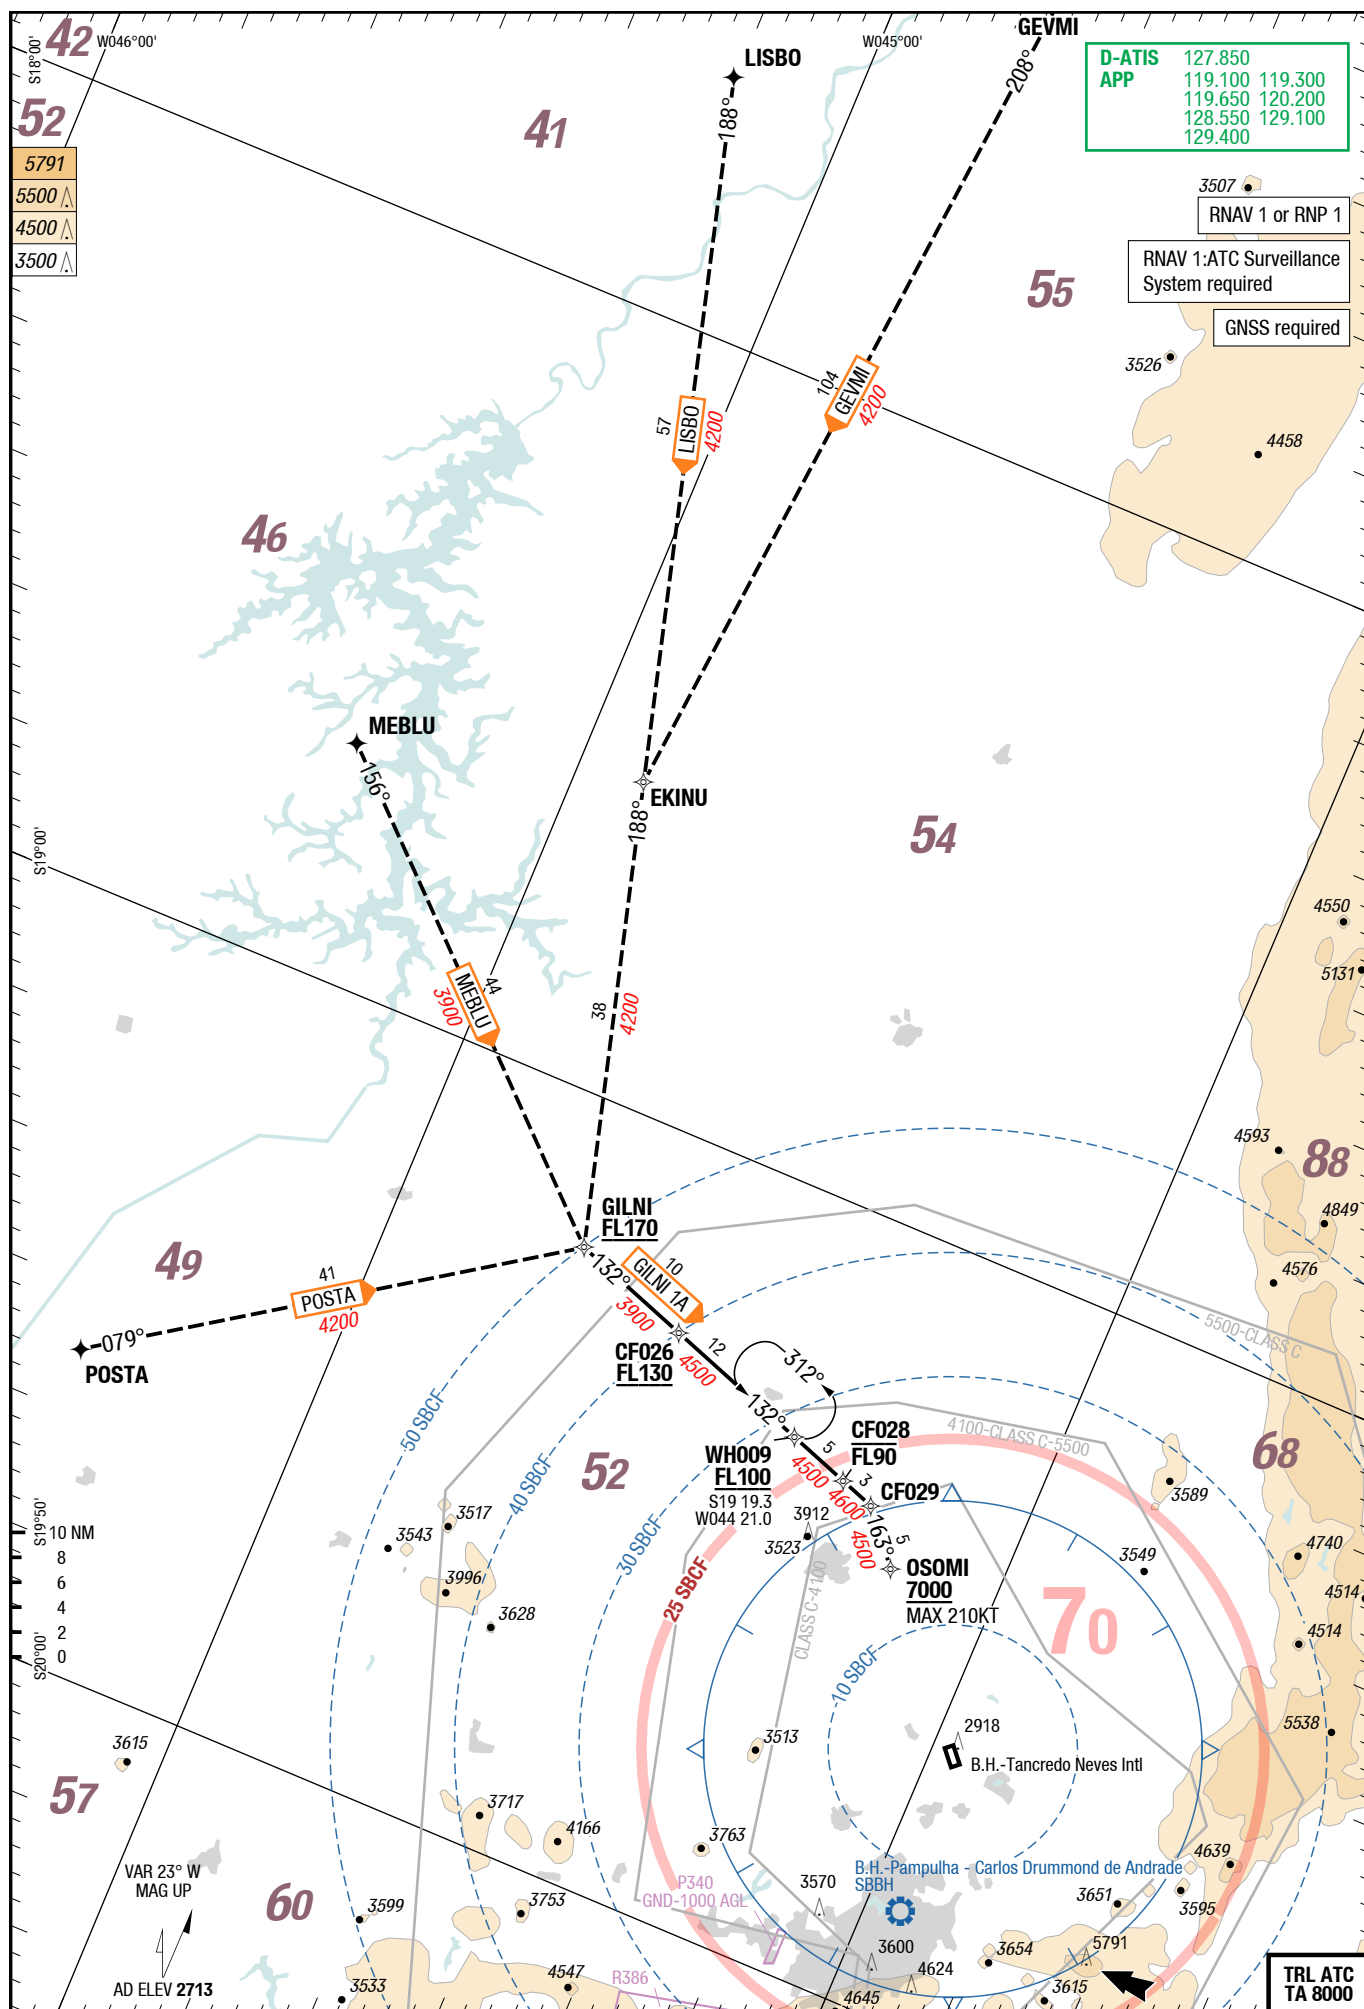 42
W046°00'
W045°00'
GEVMI
S18°00'
52
41
LISBO
188°
208°
D-ATIS 127.850
APP 119.100 119.300
119.650 120.200
128.550 129.100
129.400
5791
5500
4500
3500
3507
RNAV 1 or RNP 1
RNAV 1:ATC Surveillance
System required
GNSS required
55
3526
104
GEVMI
4200
57
LISBO
4200
4458
46
MEBLU
156°
EKINU
188°
54
S19°00'
4550
5131
44
MEBLU
3900
38
4200
4593
88
4849
4576
GILNI
FL170
49
41
POSTA
4200
079°
POSTA
132°
10
GILNI 1A
3900
CF026
FL130
12
4500
312°
132°
5500-CLASS C
50 SBCF
4100-CLASS C-5500
WH009
FL100
S19 19.3
W044 21.0
5
4500
CF028
FL90
3
4600
CF029
68
52
40 SBCF
3589
S19°50'
10 NM
8
6
4
2
0
S20°00'
3517
3543
3996
3628
30 SBCF
25 SBCF
3912
3523
163°
5
4500
OSOMI
7000
MAX 210KT
CLASS C-4100
3549
4740
4514
4514
70
10 SBCF
5538
2918
B.H.-Tancredo Neves Intl
3513
3615
57
3717
4166
3763
4639
B.H.-Pampulha - Carlos Drummond de Andrade
SBBH
P340
GND-1000 AGL
3570
3651
3595
VAR 23° W
MAG UP
60
3599
3753
3600
3654
5791
4624
AD ELEV 2713
3533
4547
R386
4645
3615
TRL ATC
TA 8000